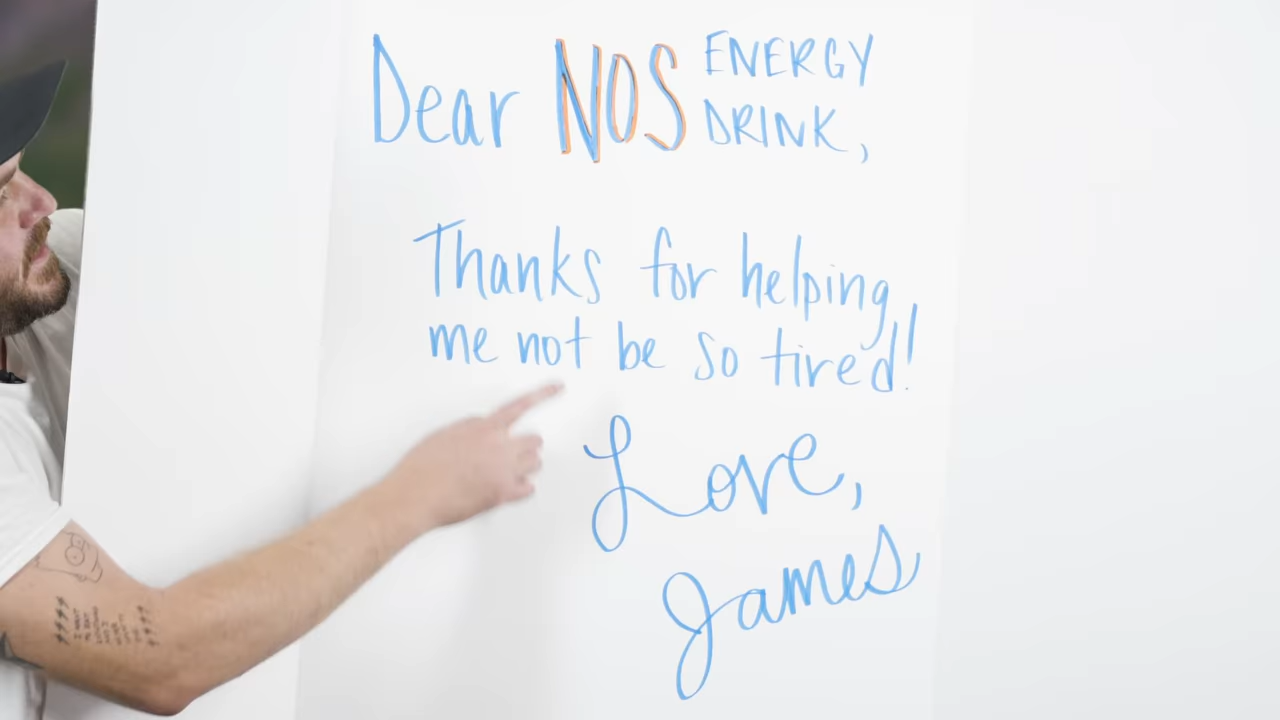 Dear NOS ENERGY
DRINK,
Thanks for helping
me not be so tired!
Love,
James